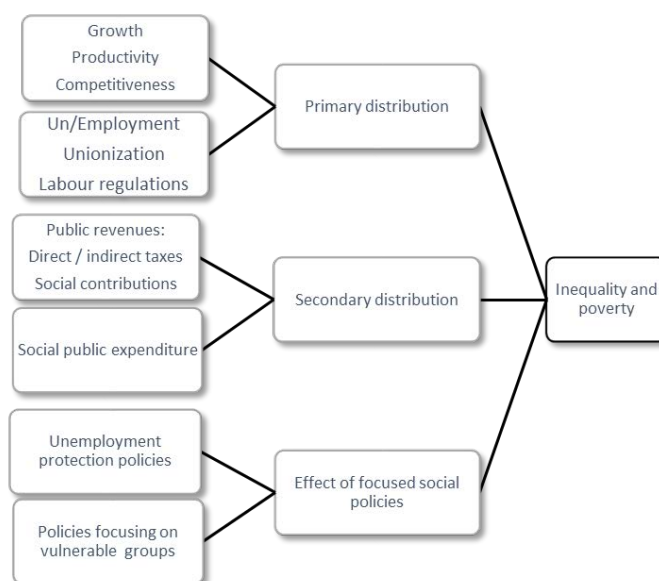 Growth
Productivity
Competitiveness
Un/Employment
Unionization
Labour regulations
Primary distribution
Public revenues:
Direct / indirect taxes
Social contributions
Social public expenditure
Secondary distribution
Inequality and
poverty
Unemployment
protection policies
Policies focusing on
vulnerable groups
Effect of focused social
policies